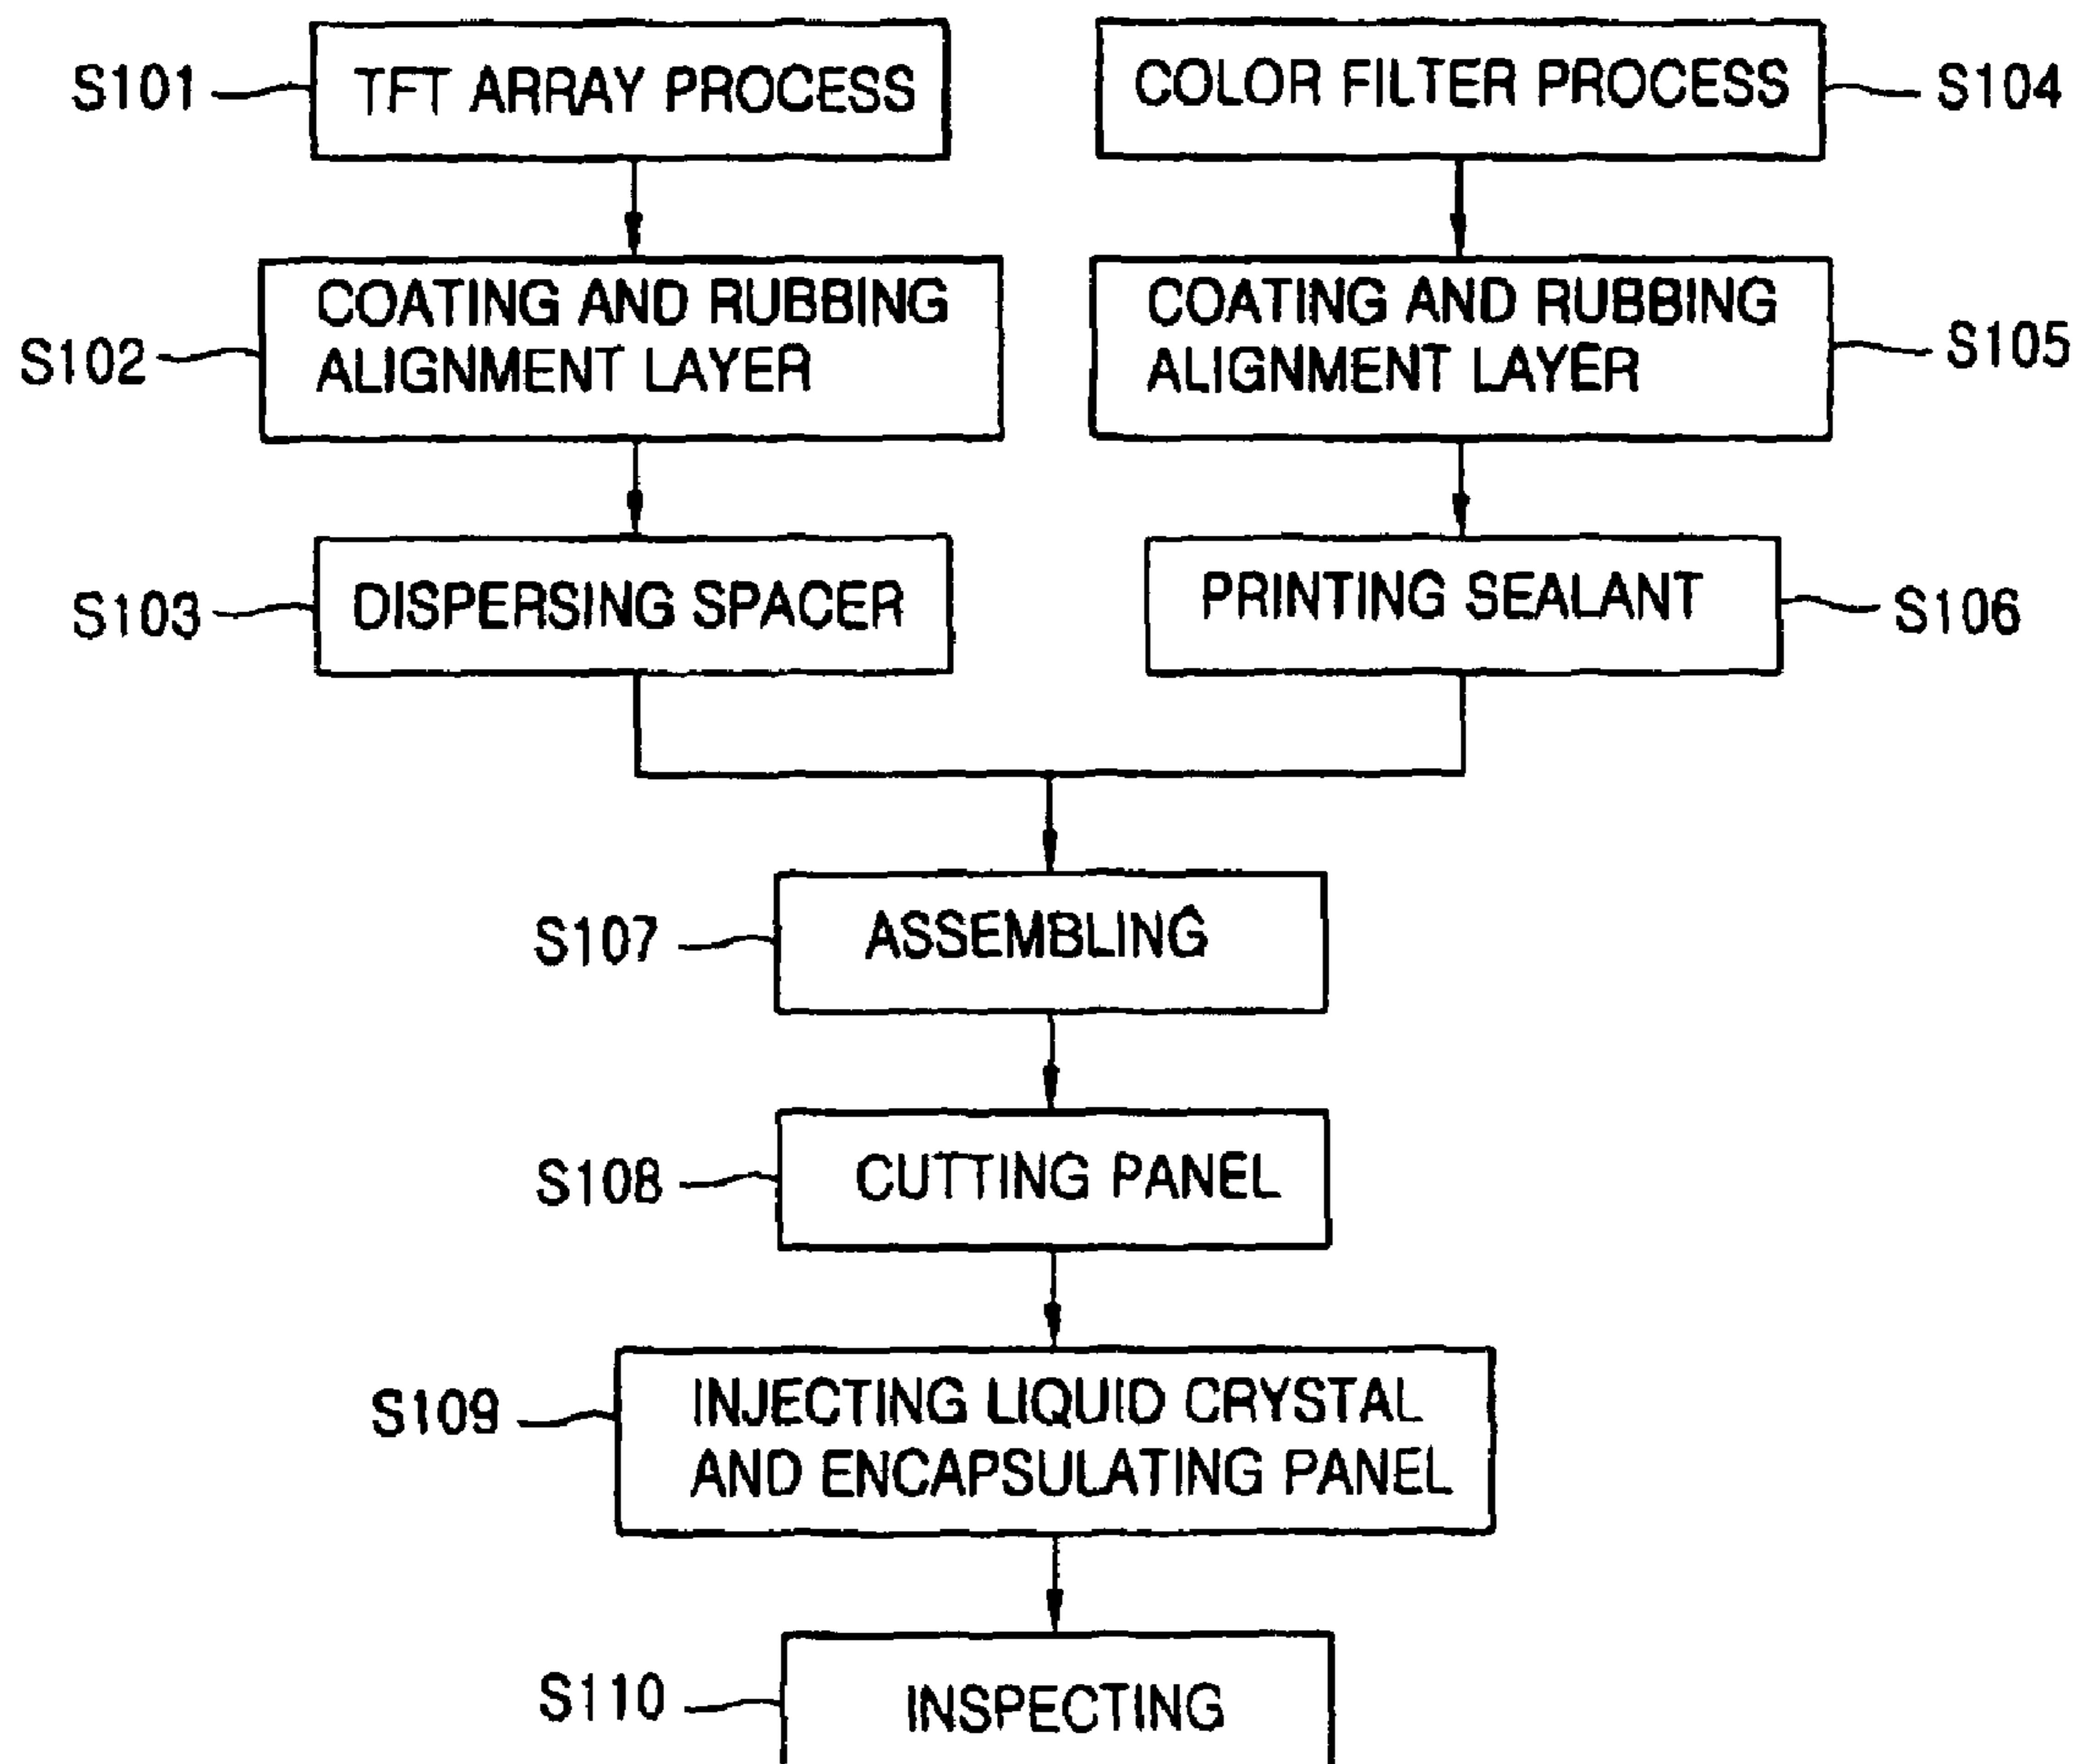 S101
TFT ARRAY PROCESS
COLOR FILTER PROCESS
S104
S102
COATING AND RUBBING
ALIGNMENT LAYER
COATING AND RUBBING
ALIGNMENT LAYER
S105
S103
DISPERSING SPACER
PRINTING SEALANT
S106
S107
ASSEMBLING
S108
CUTTING PANEL
S109
INJECTING LIQUID CRYSTAL
AND ENCAPSULATING PANEL
S110
INSPECTING